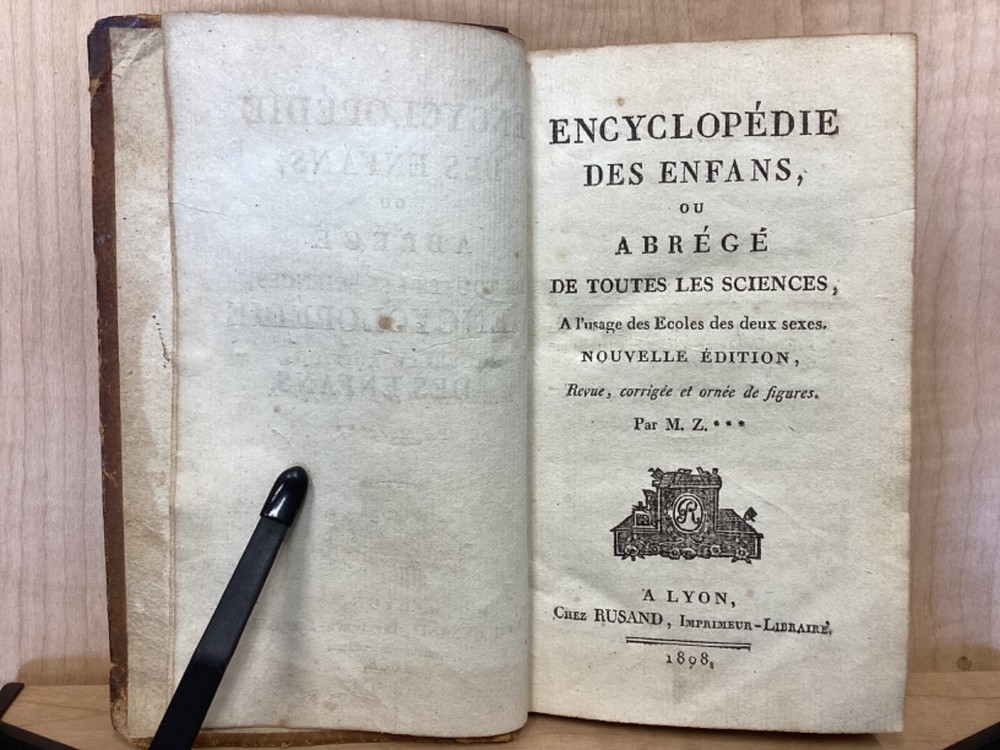 ENCYCLOPÉDIE
DES ENFANS,
OU
ABRÉGÉ
DE TOUTES LES SCIENCES,
A l'usage des Ecoles des deux sexes.
NOUVELLE ÉDITION,
Revue, corrigée et ornée de figures.
Par M. Z.***
R
A LYON,
Chez RUSAND, Imprimeur-Libraire.
1808.